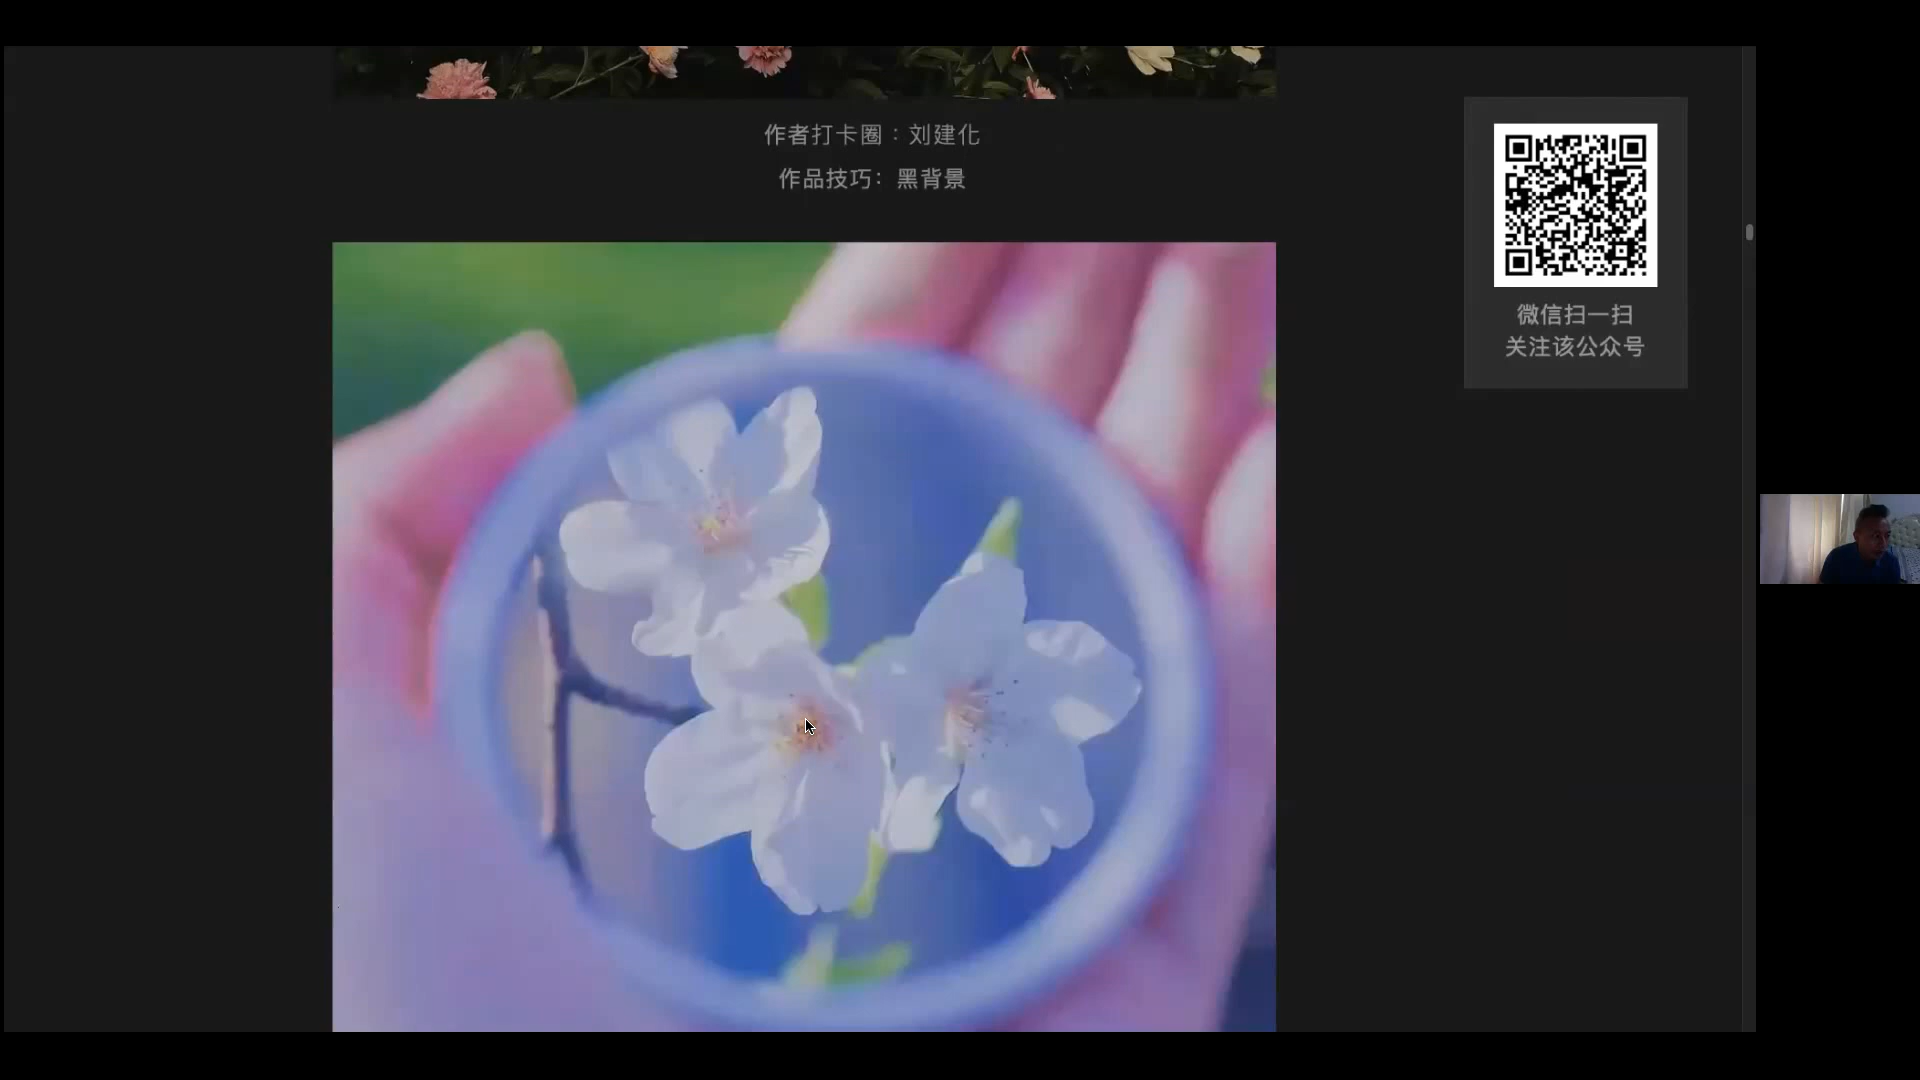 作者打卡圈：刘建化
作品技巧：黑背景
微信扫一扫
关注该公众号